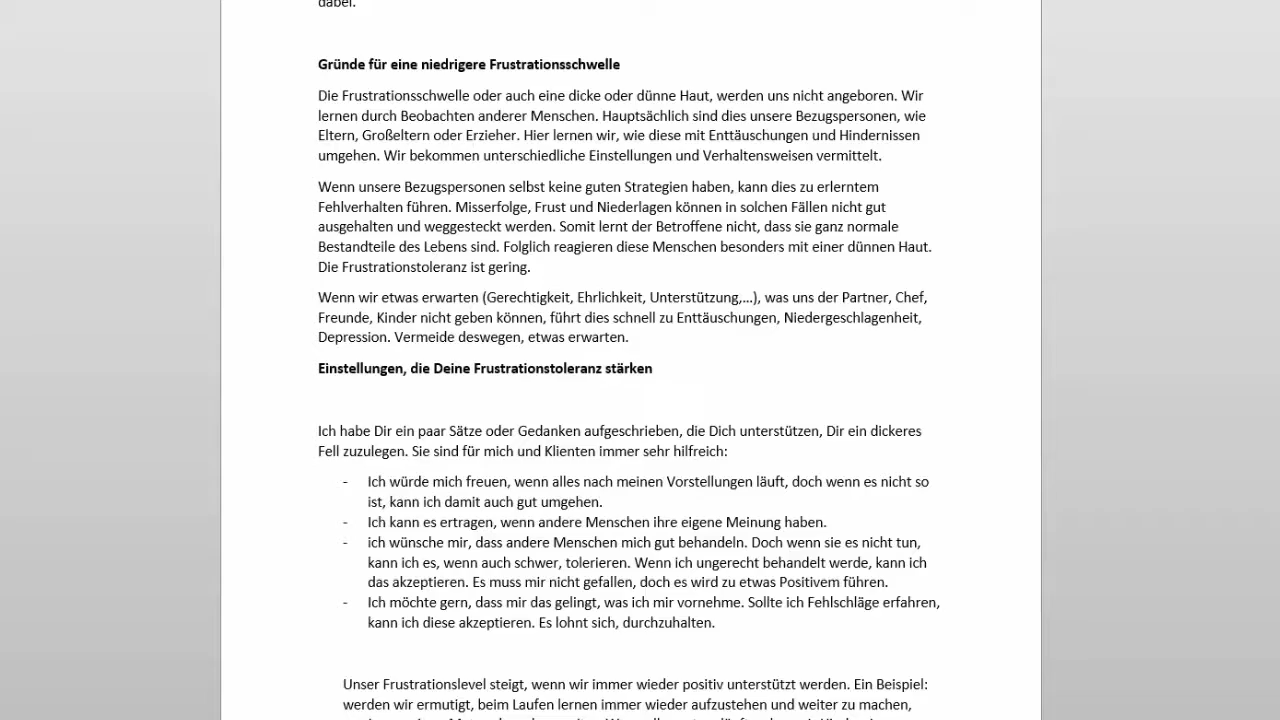 dabei.
Gründe für eine niedrigere Frustrationsschwelle
Die Frustrationsschwelle oder auch eine dicke oder dünne Haut, werden uns nicht angeboren. Wir
lernen durch Beobachten anderer Menschen. Hauptsächlich sind dies unsere Bezugspersonen, wie
Eltern, Großeltern oder Erzieher. Hier lernen wir, wie diese mit Enttäuschungen und Hindernissen
umgehen. Wir bekommen unterschiedliche Einstellungen und Verhaltensweisen vermittelt.
Wenn unsere Bezugspersonen selbst keine guten Strategien haben, kann dies zu erlerntem
Fehlverhalten führen. Misserfolge, Frust und Niederlagen können in solchen Fällen nicht gut
ausgehalten und weggesteckt werden. Somit lernt der Betroffene nicht, dass sie ganz normale
Bestandteile des Lebens sind. Folglich reagieren diese Menschen besonders mit einer dünnen Haut.
Die Frustrationstoleranz ist gering.
Wenn wir etwas erwarten (Gerechtigkeit, Ehrlichkeit, Unterstützung,…), was uns der Partner, Chef,
Freunde, Kinder nicht geben können, führt dies schnell zu Enttäuschungen, Niedergeschlagenheit,
Depression. Vermeide deswegen, etwas erwarten.
Einstellungen, die Deine Frustrationstoleranz stärken
Ich habe Dir ein paar Sätze oder Gedanken aufgeschrieben, die Dich unterstützen, Dir ein dickeres
Fell zuzulegen. Sie sind für mich und Klienten immer sehr hilfreich:
- Ich würde mich freuen, wenn alles nach meinen Vorstellungen läuft, doch wenn es nicht so
ist, kann ich damit auch gut umgehen.
- Ich kann es ertragen, wenn andere Menschen ihre eigene Meinung haben.
- ich wünsche mir, dass andere Menschen mich gut behandeln. Doch wenn sie es nicht tun,
kann ich es, wenn auch schwer, tolerieren. Wenn ich ungerecht behandelt werde, kann ich
das akzeptieren. Es muss mir nicht gefallen, doch es wird zu etwas Positivem führen.
- Ich möchte gern, dass mir das gelingt, was ich mir vornehme. Sollte ich Fehlschläge erfahren,
kann ich diese akzeptieren. Es lohnt sich, durchzuhalten.
Unser Frustrationslevel steigt, wenn wir immer wieder positiv unterstützt werden. Ein Beispiel:
werden wir ermutigt, beim Laufen lernen immer wieder aufzustehen und weiter zu machen,